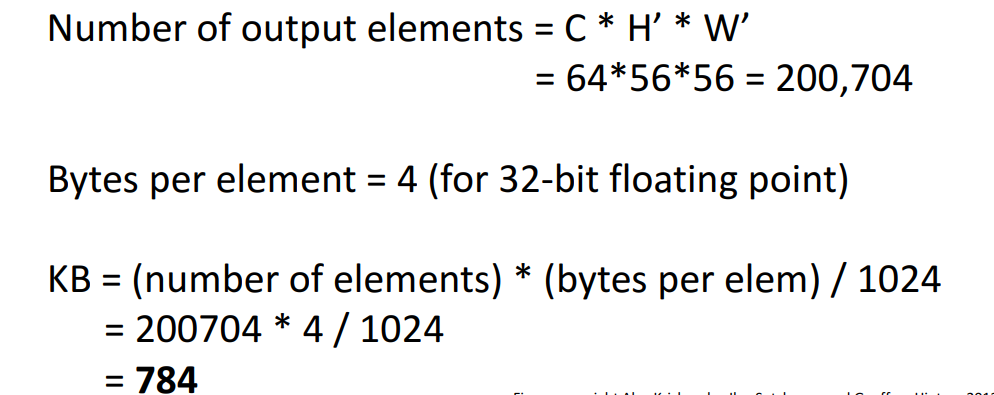 Number of output elements = C * H’ * W’
= 64*56*56 = 200,704
Bytes per element = 4 (for 32-bit floating point)
KB = (number of elements) * (bytes per elem) / 1024
= 200704 * 4 / 1024
= 784